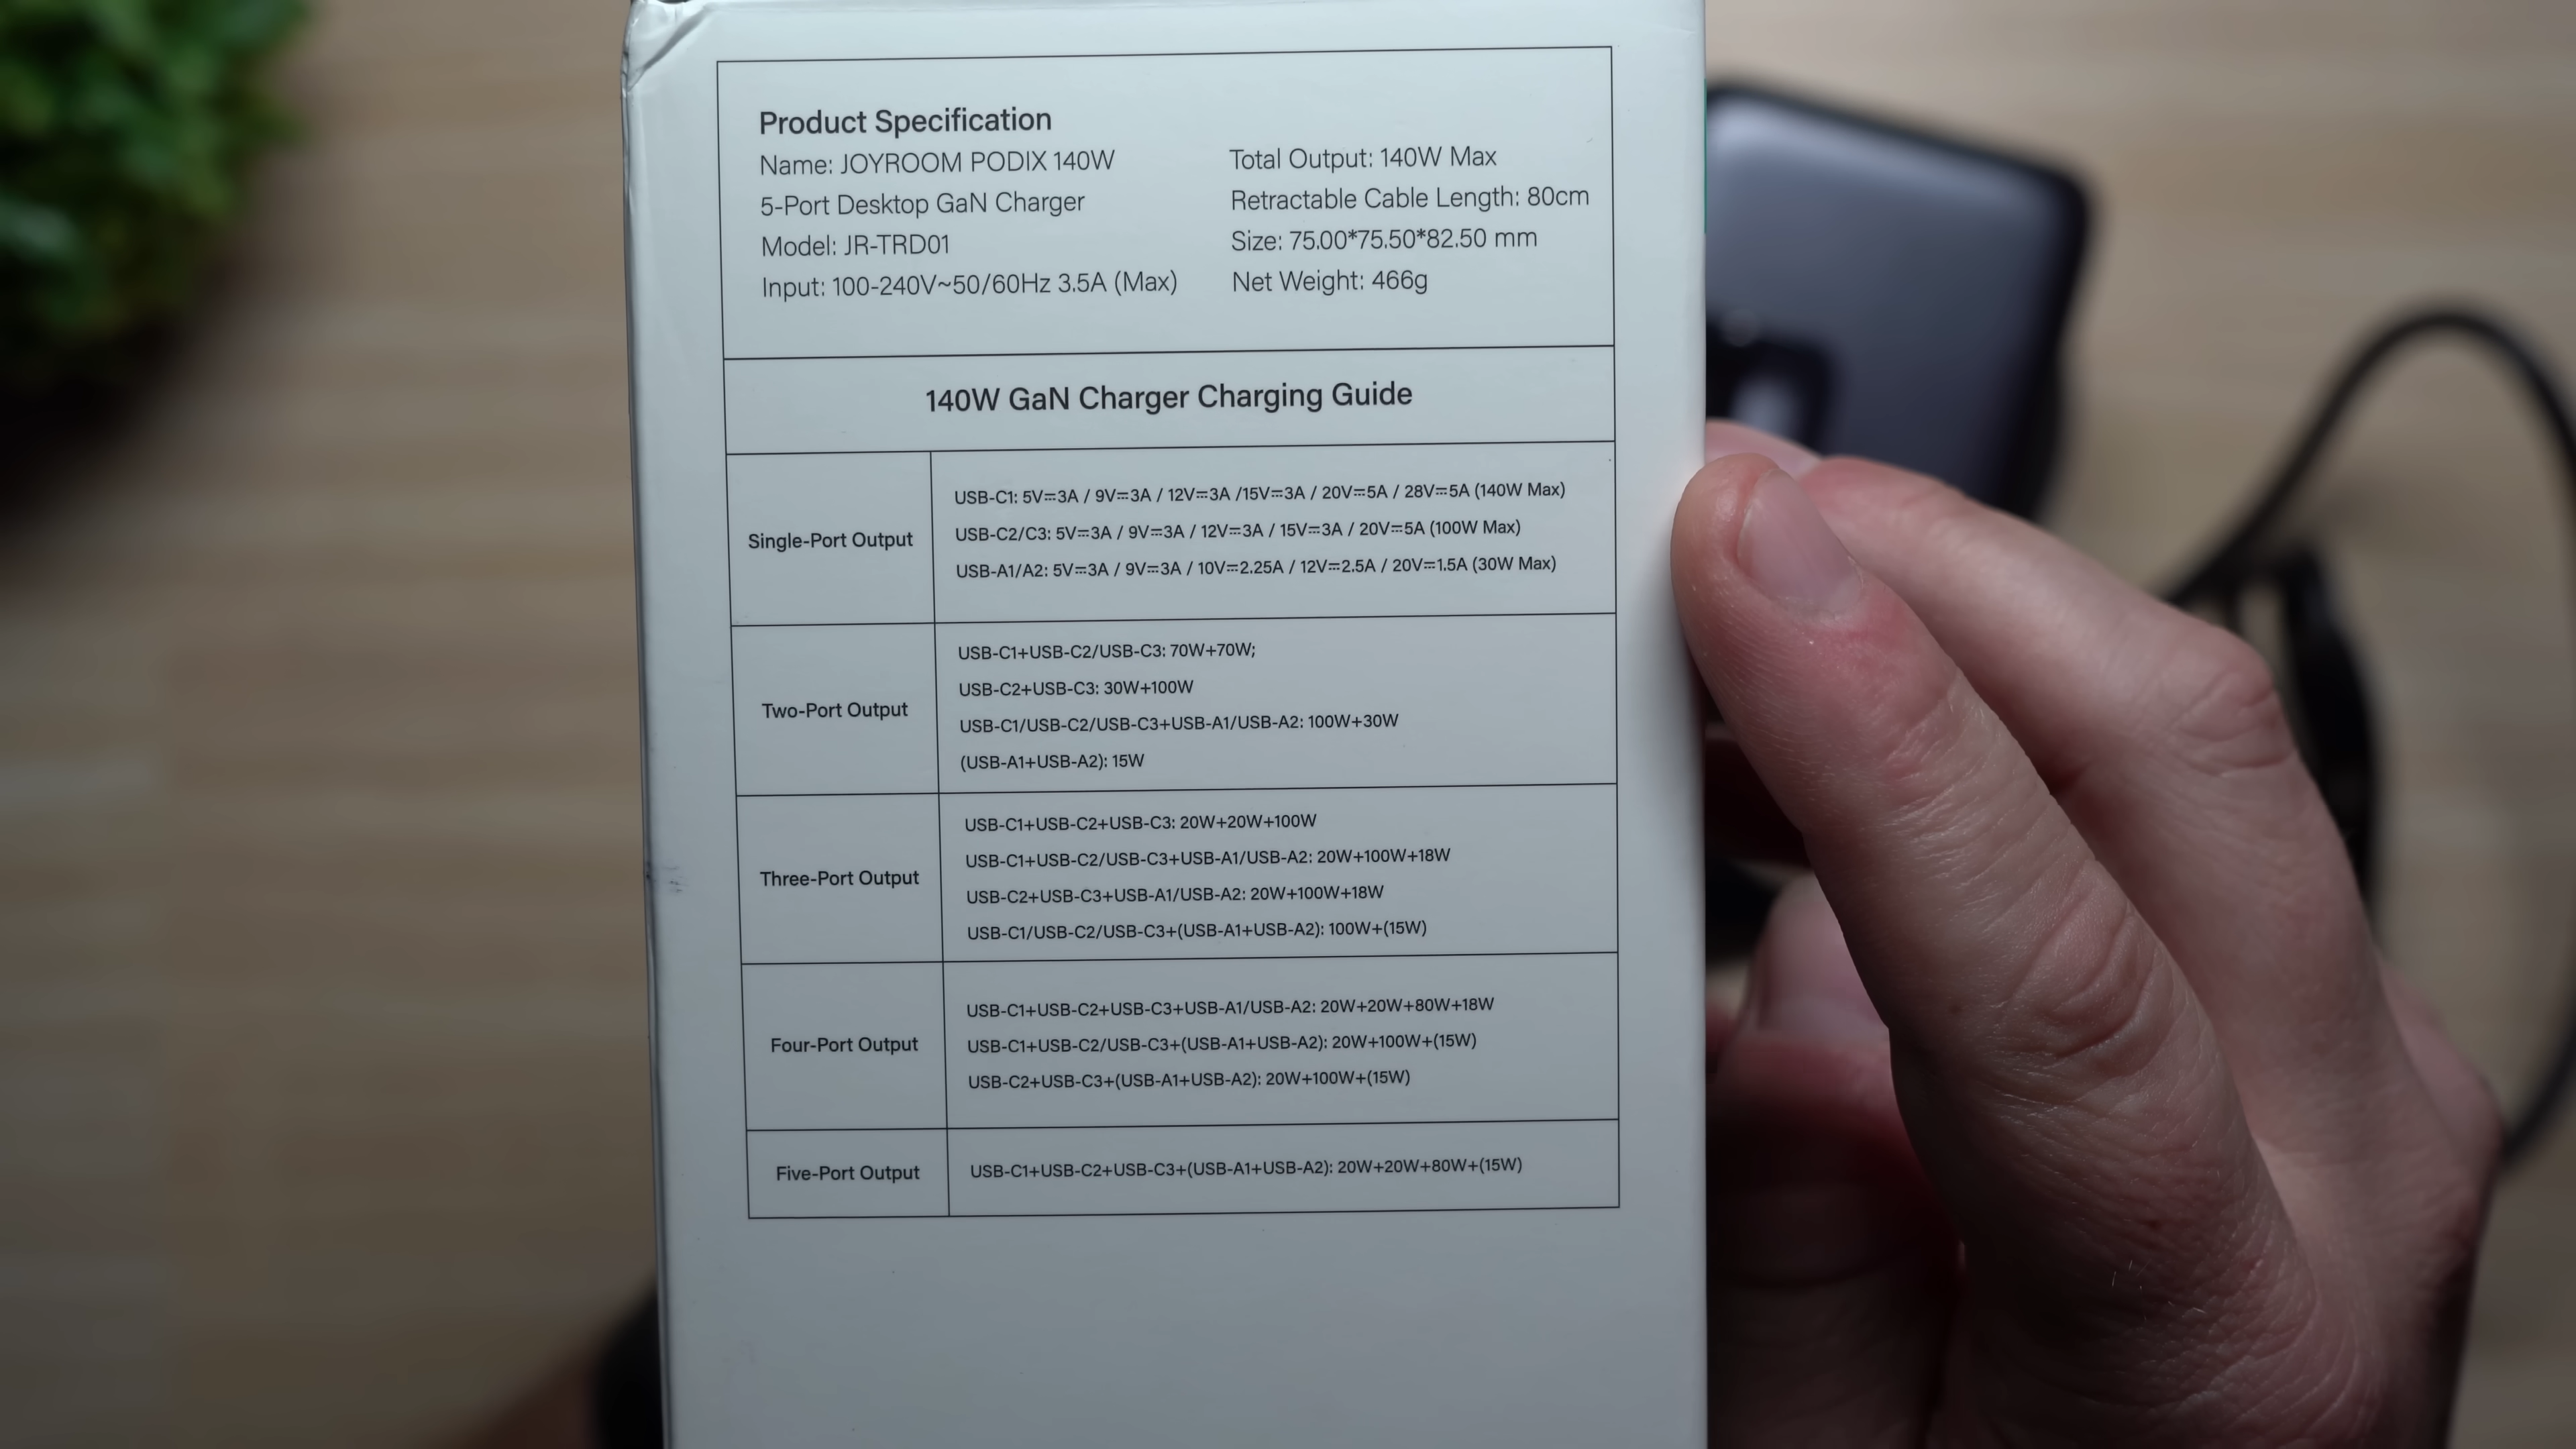 Product Specification
Name: JOYROOM PODIX 140W
5-Port Desktop GaN Charger
Model: JR-TRD01
Input: 100-240V~50/60Hz 3.5A (Max)
Total Output: 140W Max
Retractable Cable Length: 80cm
Size: 75.00*75.50*82.50 mm
Net Weight: 466g
140W GaN Charger Charging Guide
Single-Port Output
USB-C1: 5V⎓3A / 9V⎓3A / 12V⎓3A /15V⎓3A / 20V⎓5A / 28V⎓5A (140W Max)
USB-C2/C3: 5V⎓3A / 9V⎓3A / 12V⎓3A / 15V⎓3A / 20V⎓5A (100W Max)
USB-A1/A2: 5V⎓3A / 9V⎓3A / 10V⎓2.25A / 12V⎓2.5A / 20V⎓1.5A (30W Max)
Two-Port Output
USB-C1+USB-C2/USB-C3: 70W+70W;
USB-C2+USB-C3: 30W+100W
USB-C1/USB-C2/USB-C3+USB-A1/USB-A2: 100W+30W
(USB-A1+USB-A2): 15W
Three-Port Output
USB-C1+USB-C2+USB-C3: 20W+20W+100W
USB-C1+USB-C2/USB-C3+USB-A1/USB-A2: 20W+100W+18W
USB-C2+USB-C3+USB-A1/USB-A2: 20W+100W+18W
USB-C1/USB-C2/USB-C3+(USB-A1+USB-A2): 100W+(15W)
Four-Port Output
USB-C1+USB-C2+USB-C3+USB-A1/USB-A2: 20W+20W+80W+18W
USB-C1+USB-C2/USB-C3+(USB-A1+USB-A2): 20W+100W+(15W)
USB-C2+USB-C3+(USB-A1+USB-A2): 20W+100W+(15W)
Five-Port Output
USB-C1+USB-C2+USB-C3+(USB-A1+USB-A2): 20W+20W+80W+(15W)